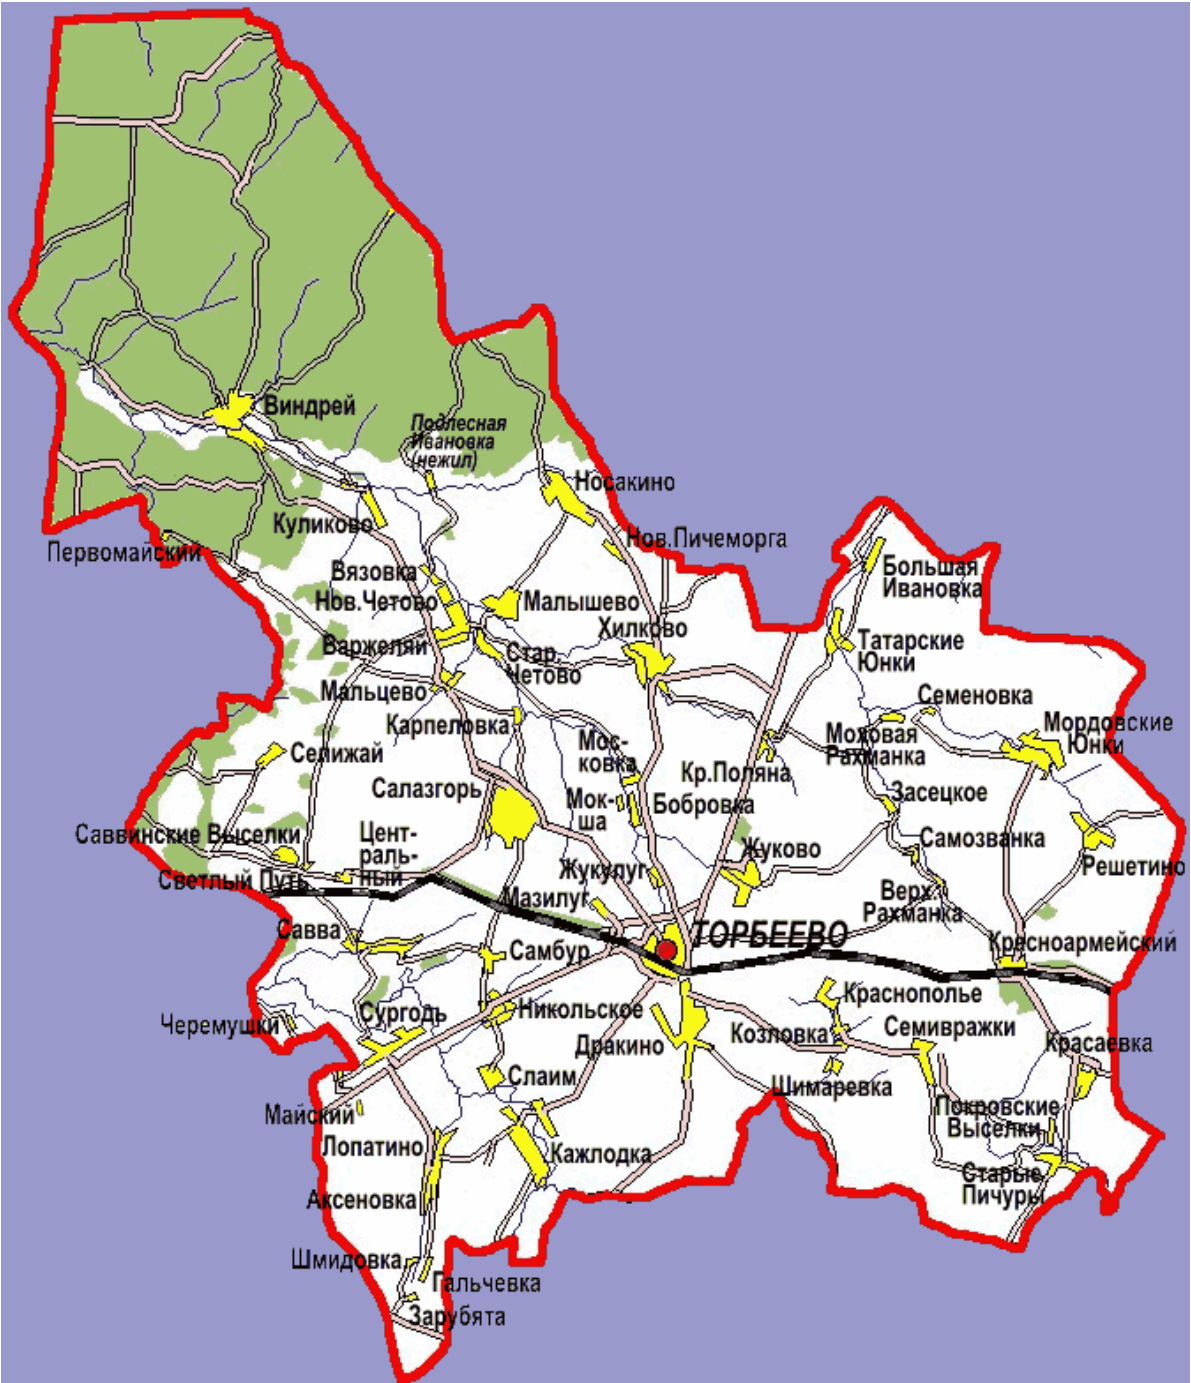 Виндрей
Подлесная
Ивановка
(нежил)
Носакино
Куликово
Нов.Пичеморга
Первомайский
Большая
Ивановка
Вязовка
Нов.Четово
Малышево
Хилково
Татарские
Юнки
Варжеляй
Стар.
Четово
Мальцево
Семеновка
Карпеловка
Мордовские
Юнки
Моховая
Рахманка
Мос-
ковка
Селижай
Кр.Поляна
Салазгорь
Мок-
ша
Бобровка
Засецкое
Саввинские Выселки
Цент-
раль-
ный
Самозванка
Жуково
Решетино
Светлый Путь
Жукулуг
Мазилуг
Верх.
Рахманка
Савва
ТОРБЕЕВО
Красноармейский
Самбур
Краснополье
Черемушки
Сургодь
Никольское
Козловка
Семивражки
Дракино
Красаевка
Слаим
Шимаревка
Майский
Покровские
Выселки
Лопатино
Кажлодка
Старые
Пичуры
Аксеновка
Шмидовка
Гальчевка
Зарубята